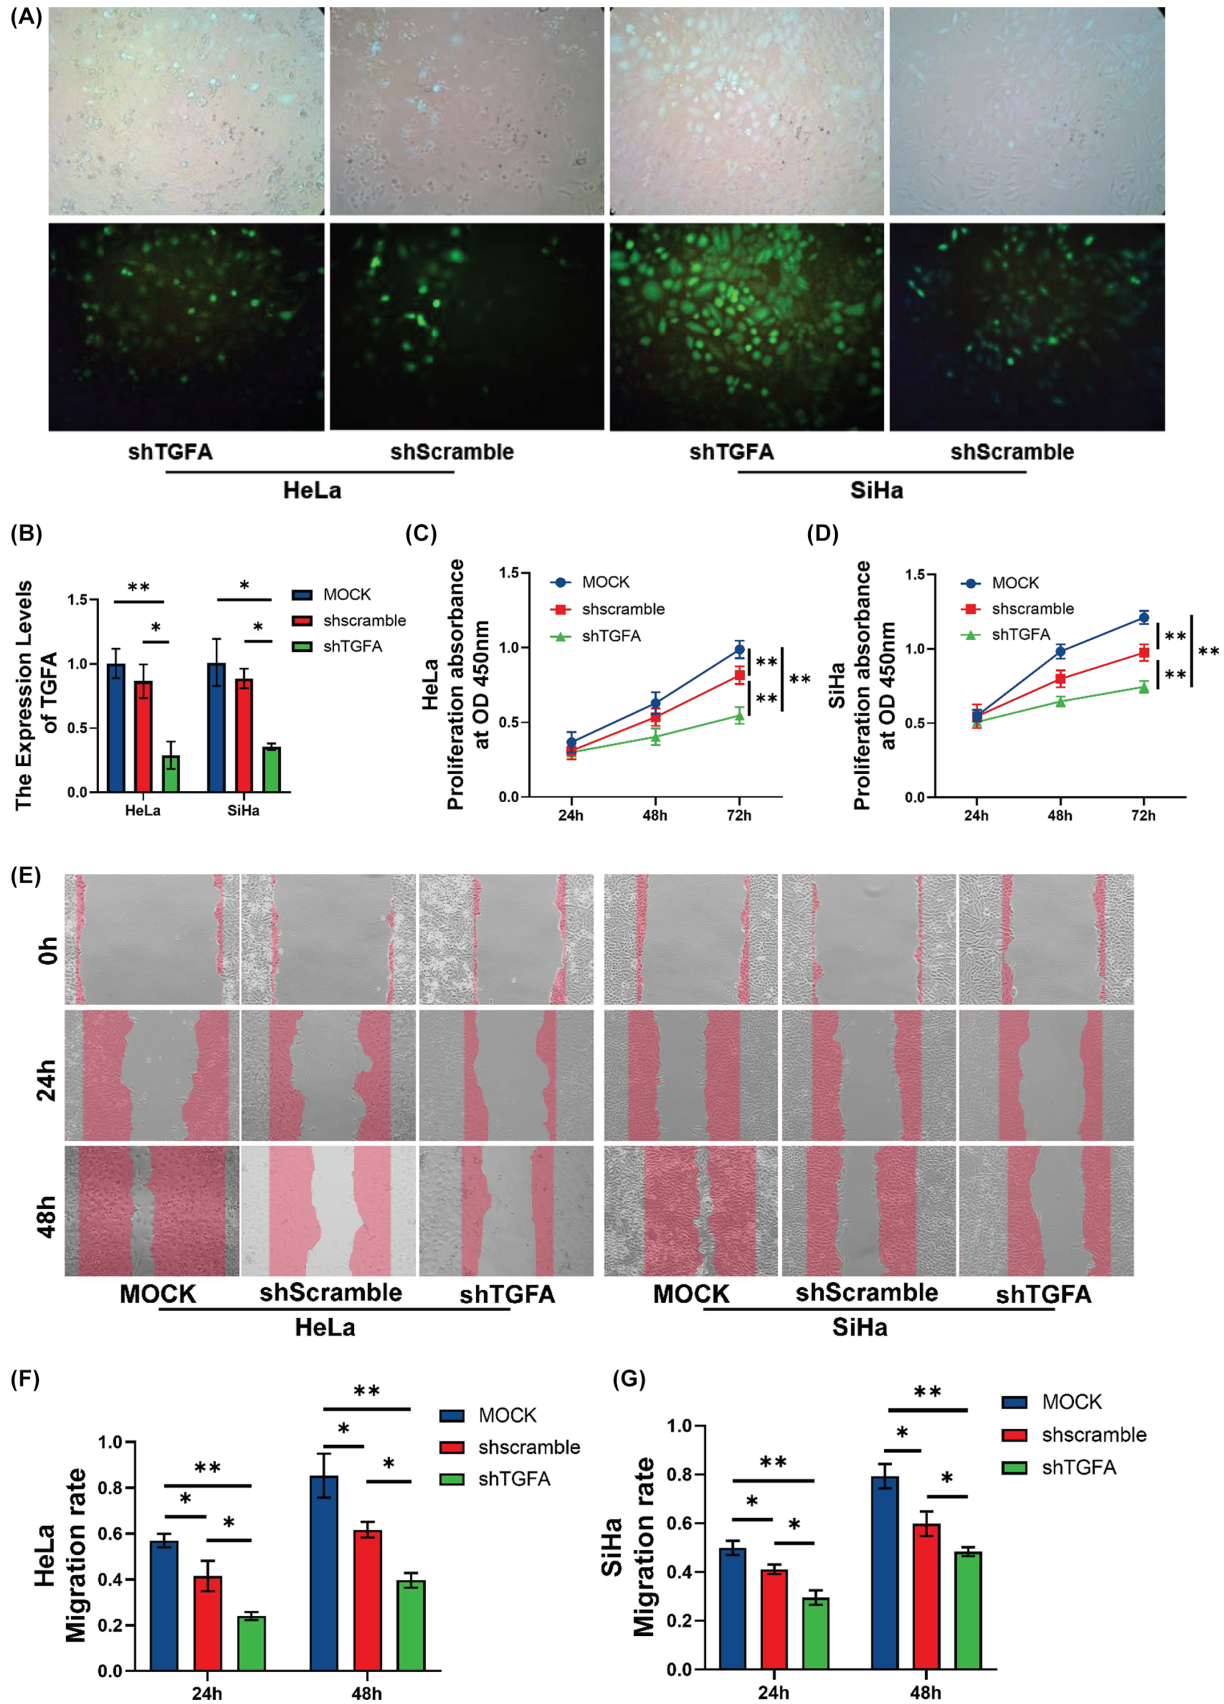 (A)
shTGFA shScramble shTGFA shScramble
HeLa SiHa
(B)
The Expression Levels
of TGFA
1.5
1.0
0.5
0.0
** *
* *
HeLa SiHa
MOCK
shscramble
shTGFA
(C)
HeLa
Proliferation absorbance
at OD 450nm
1.5
1.0
0.5
0.0
MOCK
shscramble
shTGFA
**
**
**
24h 48h 72h
(D)
SiHa
Proliferation absorbance
at OD 450nm
1.5
1.0
0.5
0.0
MOCK
shscramble
shTGFA
**
**
**
24h 48h 72h
(E)
0h
24h
48h
MOCK shScramble shTGFA MOCK shScramble shTGFA
HeLa SiHa
(F)
HeLa
Migration rate
1.0
0.8
0.6
0.4
0.2
0.0
**
*
*
**
*
*
24h 48h
MOCK
shscramble
shTGFA
(G)
SiHa
Migration rate
1.0
0.8
0.6
0.4
0.2
0.0
**
*
*
**
*
*
24h 48h
MOCK
shscramble
shTGFA